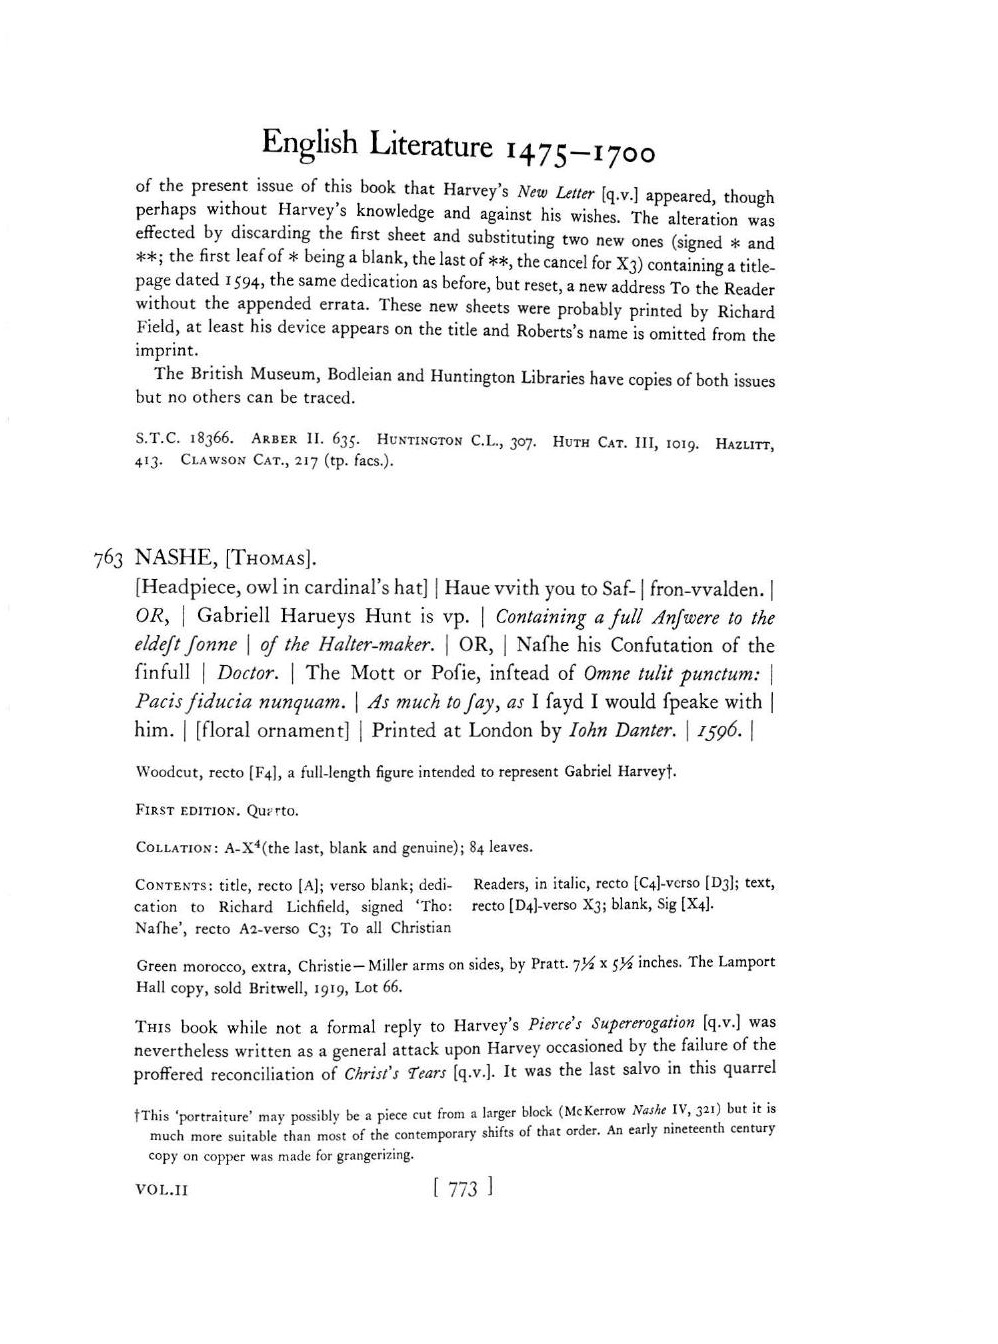 English Literature 1475–1700
of the present issue of this book that Harvey's New Letter [q.v.] appeared, though
perhaps without Harvey's knowledge and against his wishes. The alteration was
effected by discarding the first sheet and substituting two new ones (signed * and
**; the first leaf of * being a blank, the last of **, the cancel for X3) containing a title-
page dated 1594, the same dedication as before, but reset, a new address To the Reader
without the appended errata. These new sheets were probably printed by Richard
Field, at least his device appears on the title and Roberts's name is omitted from the
imprint.
The British Museum, Bodleian and Huntington Libraries have copies of both issues
but no others can be traced.
S.T.C. 18366. ARBER II. 635. HUNTINGTON C.L., 307. HUTH CAT. III, 1019. HAZLITT,
413. CLAWSON CAT., 217 (tp. facs.).
763 NASHE, [THOMAS].
[Headpiece, owl in cardinal's hat] | Haue vvith you to Saf- | fron-vvalden. |
OR, | Gabriell Harueys Hunt is vp. | Containing a full Anſwere to the
eldeſt ſonne | of the Halter-maker. | OR, | Naſhe his Confutation of the
ſinfull | Doctor. | The Mott or Poſie, inſtead of Omne tulit punctum: |
Pacis fiducia nunquam. | As much to ſay, as I ſayd I would ſpeake with |
him. | [floral ornament] | Printed at London by Iohn Danter. | 1596. |
Woodcut, recto [F4], a full-length figure intended to represent Gabriel Harvey†.
FIRST EDITION. Quarto.
COLLATION: A-X⁴(the last, blank and genuine); 84 leaves.
CONTENTS: title, recto [A]; verso blank; dedi-
cation to Richard Lichfield, signed 'Tho:
Naſhe', recto A2-verso C3; To all Christian
Readers, in italic, recto [C4]-verso [D3]; text,
recto [D4]-verso X3; blank, Sig [X4].
Green morocco, extra, Christie—Miller arms on sides, by Pratt. 7½ x 5½ inches. The Lamport
Hall copy, sold Britwell, 1919, Lot 66.
THIS book while not a formal reply to Harvey's Pierce's Supererogation [q.v.] was
nevertheless written as a general attack upon Harvey occasioned by the failure of the
proffered reconciliation of Christ's Tears [q.v.]. It was the last salvo in this quarrel
†This 'portraiture' may possibly be a piece cut from a larger block (McKerrow Nashe IV, 321) but it is
much more suitable than most of the contemporary shifts of that order. An early nineteenth century
copy on copper was made for grangerizing.
VOL.II
[ 773 ]